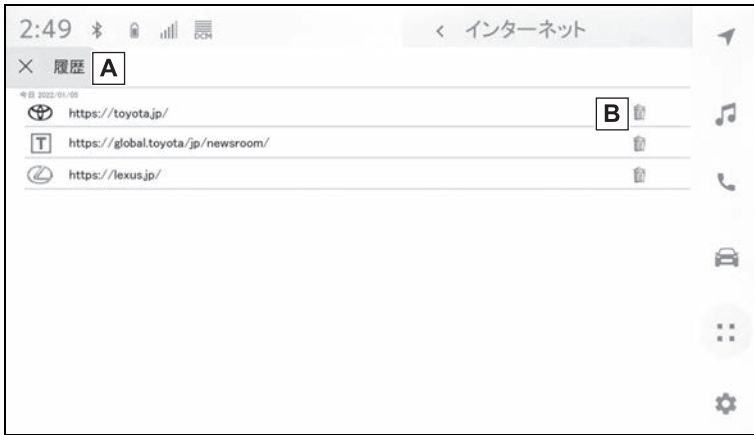 2:49 DCM < インターネット
× 履歴 A
今日 2022/01/05
https://toyota.jp/ B
T https://global.toyota/jp/newsroom/
https://lexus.jp/